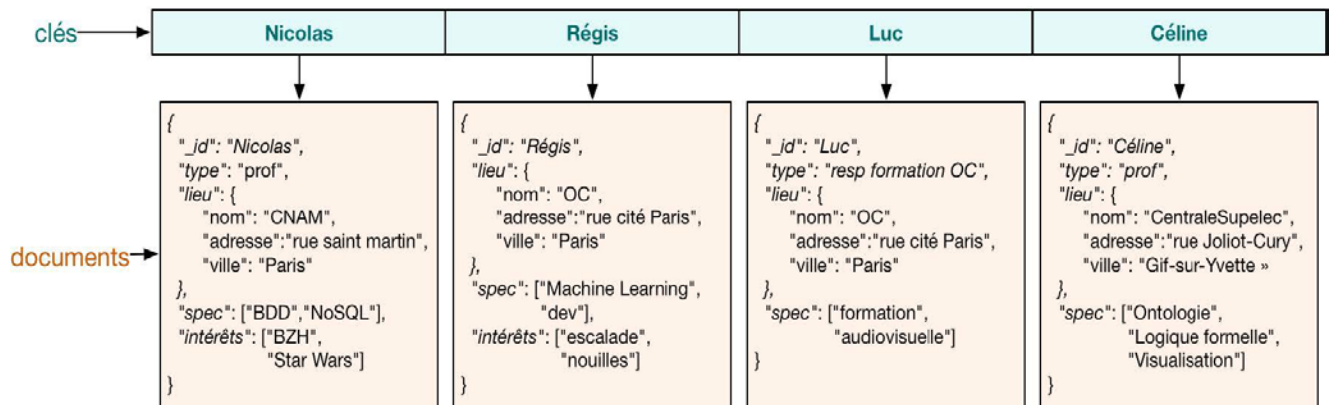 clés
Nicolas
Régis
Luc
Céline
documents
{
"_id": "Nicolas",
"type": "prof",
"lieu": {
"nom": "CNAM",
"adresse":"rue saint martin",
"ville": "Paris"
},
"spec": ["BDD","NoSQL"],
"intérêts": ["BZH",
"Star Wars"]
}
{
"_id": "Régis",
"lieu": {
"nom": "OC",
"adresse":"rue cité Paris",
"ville": "Paris"
},
"spec": ["Machine Learning",
"dev"],
"intérêts": ["escalade",
"nouilles"]
}
{
"_id": "Luc",
"type": "resp formation OC",
"lieu": {
"nom": "OC",
"adresse":"rue cité Paris",
"ville": "Paris"
},
"spec": ["formation",
"audiovisuelle"]
}
{
"_id": "Céline",
"type": "prof",
"lieu": {
"nom": "CentraleSupelec",
"adresse":"rue Joliot-Cury",
"ville": "Gif-sur-Yvette »
},
"spec": ["Ontologie",
"Logique formelle",
"Visualisation"]
}